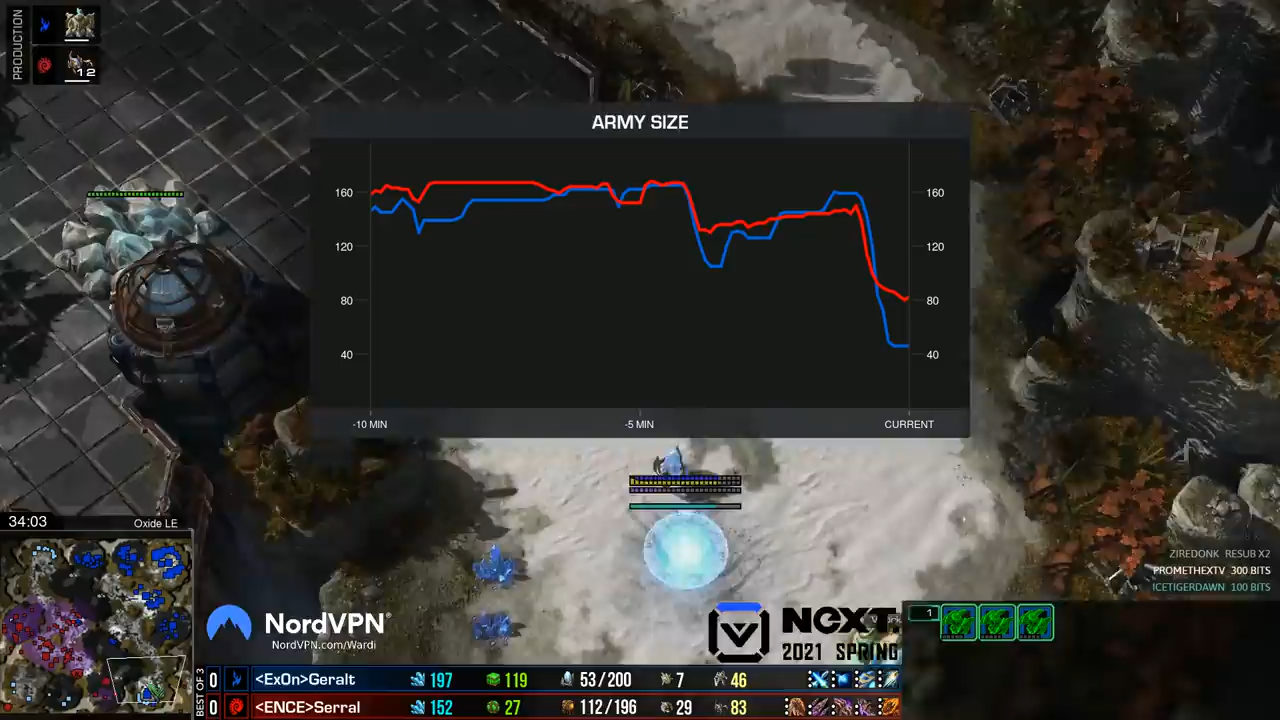 PRODUCTION
12
ARMY SIZE
160 160
120 120
80 80
40 40
-10 MIN -5 MIN CURRENT
34:03 Oxide LE
ZIREDONK RESUB X2
PROMETHEXTV 300 BITS
ICETIGERDAWN 100 BITS
NordVPN®
NordVPN.com/Wardi
NEXT
2021 SPRING
1
BEST OF 3
0 <ExOn>Geralt 197 119 53/200 7 46
0 <ENCE>Serral 152 27 112/196 29 83